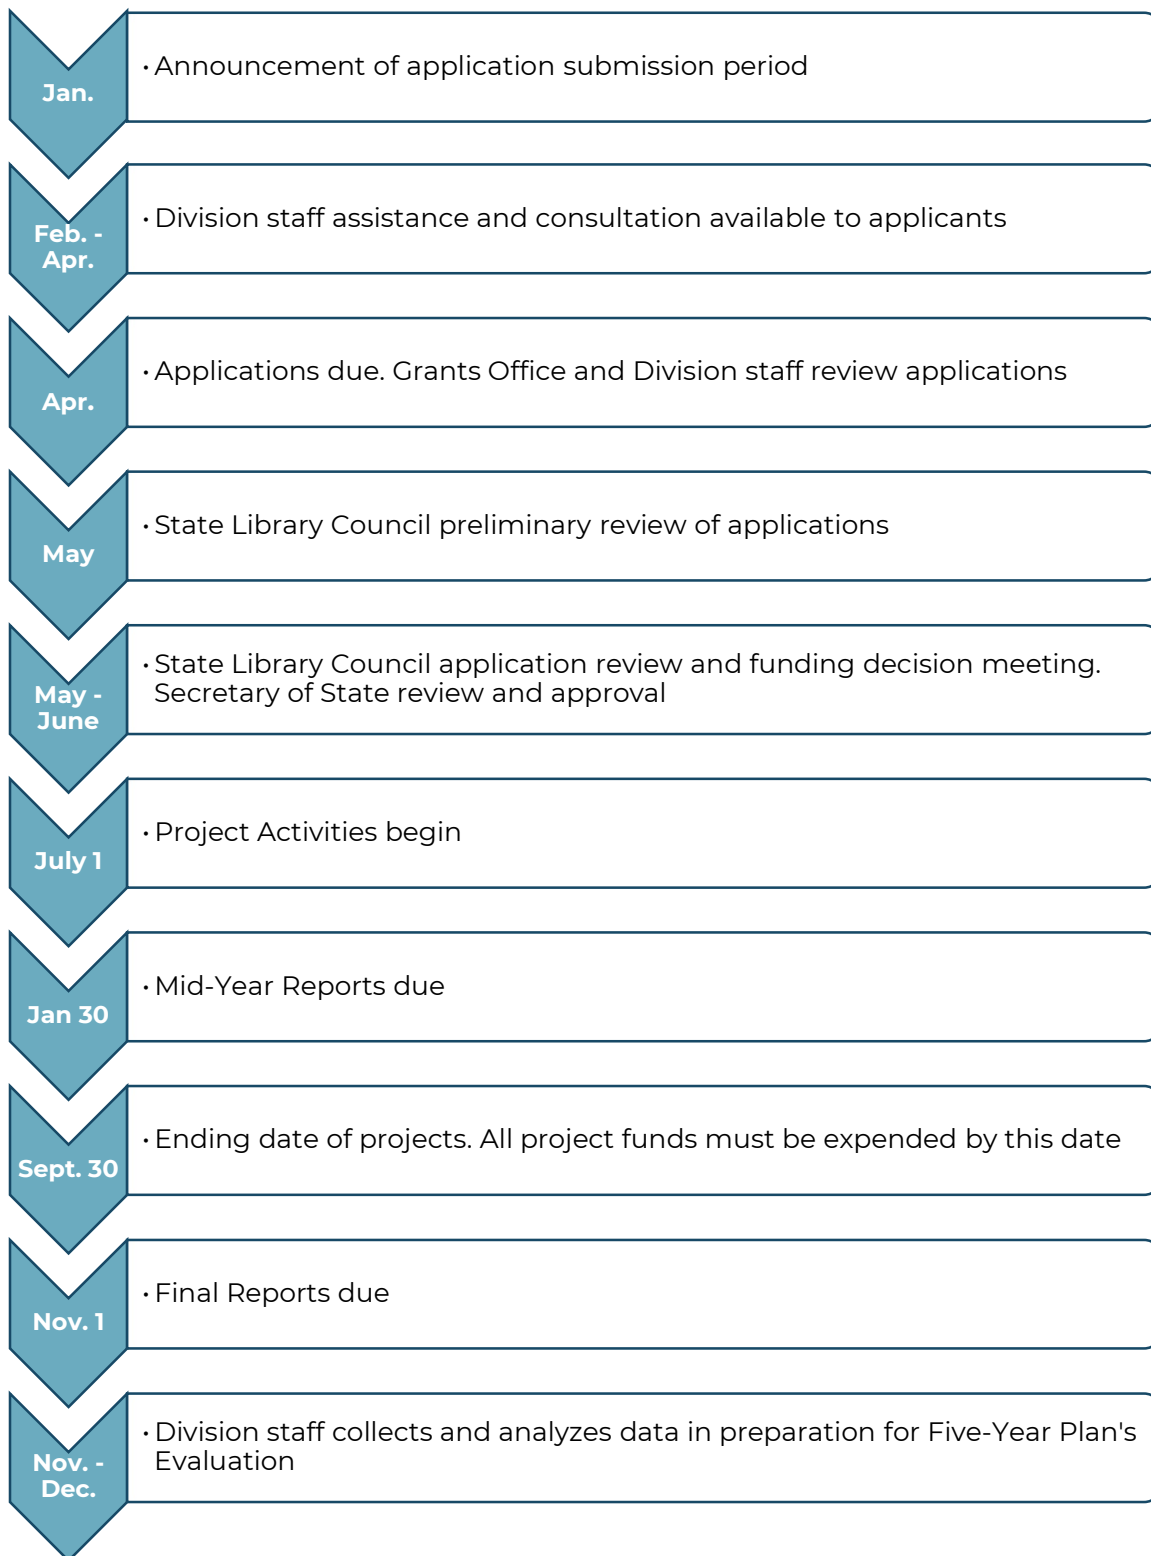 Jan.
· Announcement of application submission period
Feb. -
Apr.
· Division staff assistance and consultation available to applicants
Apr.
· Applications due. Grants Office and Division staff review applications
May
· State Library Council preliminary review of applications
May -
June
· State Library Council application review and funding decision meeting.
Secretary of State review and approval
July 1
· Project Activities begin
Jan 30
· Mid-Year Reports due
Sept. 30
· Ending date of projects. All project funds must be expended by this date
Nov. 1
· Final Reports due
Nov. -
Dec.
· Division staff collects and analyzes data in preparation for Five-Year Plan's
Evaluation